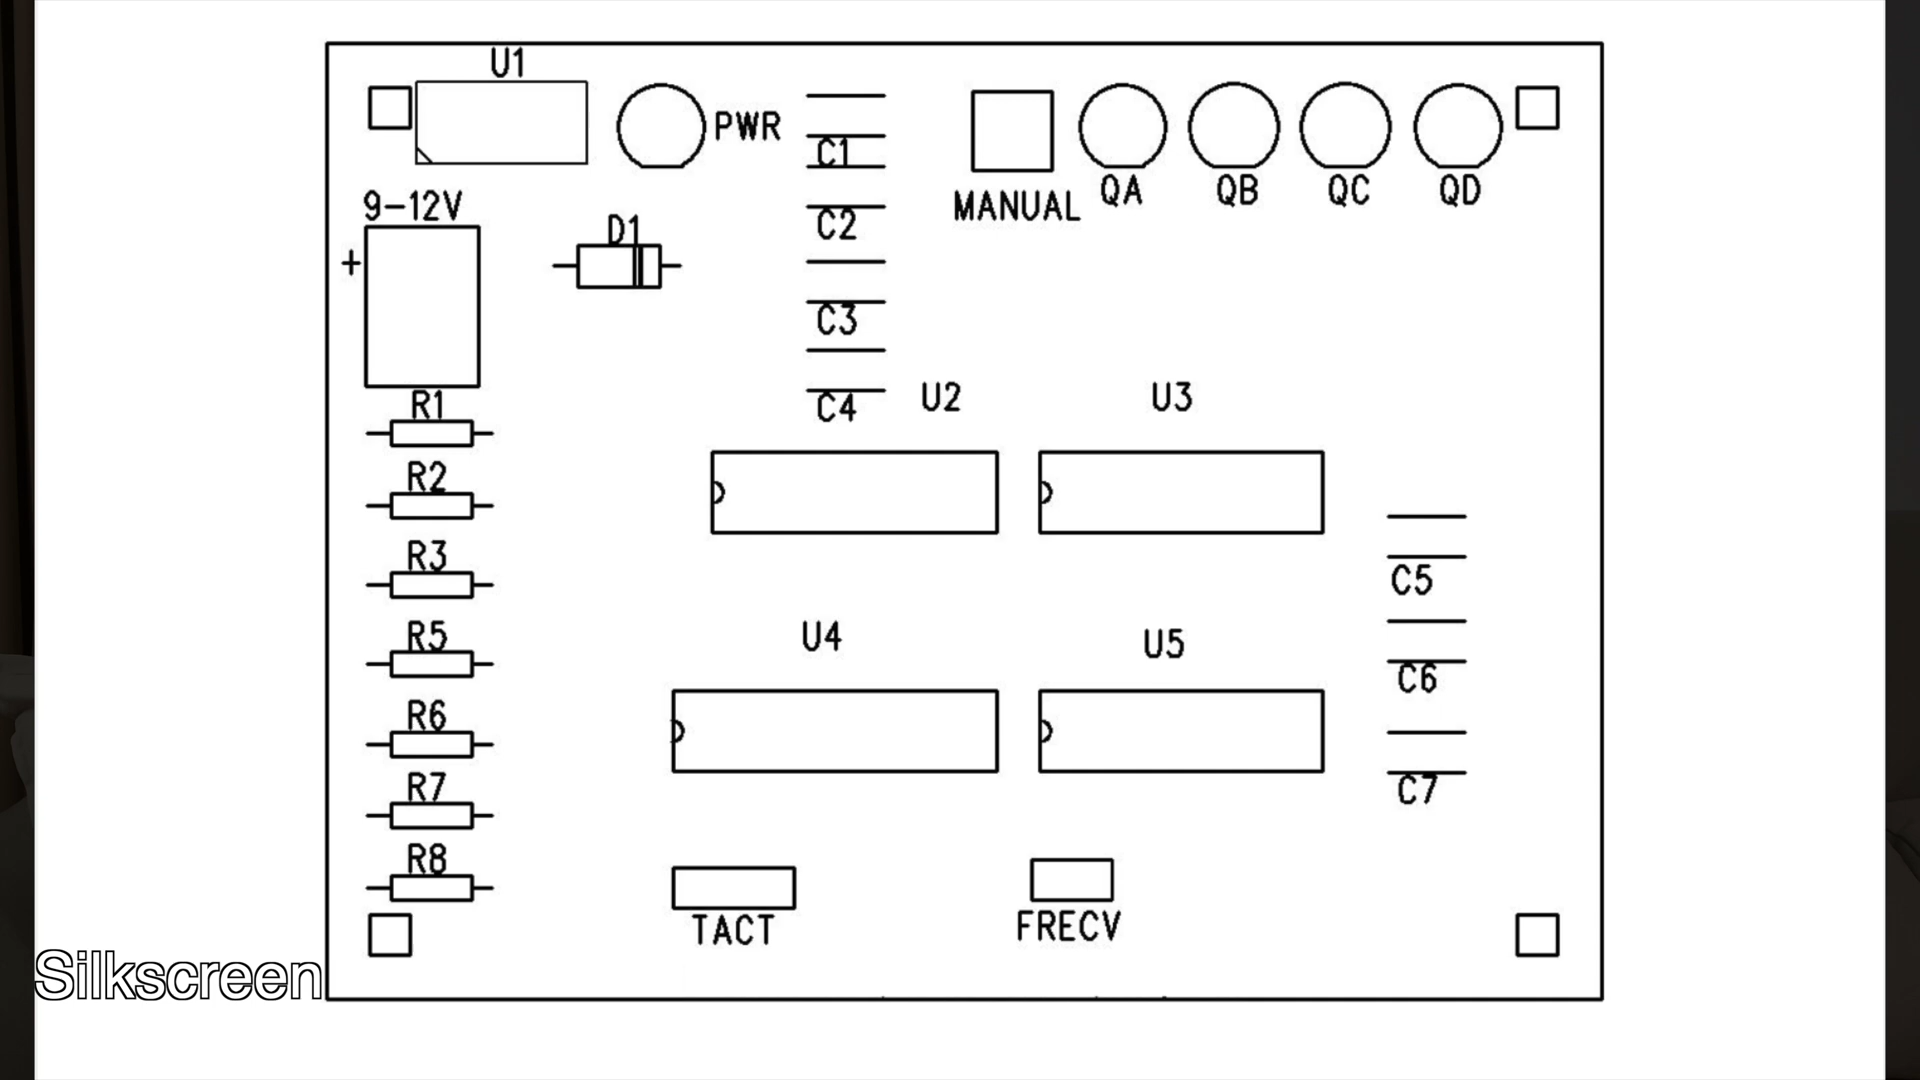 U1
PWR
C1
MANUAL
QA
QB
QC
QD
9-12V
+
D1
C2
C3
C4
R1
U2
U3
R2
R3
C5
R5
U4
U5
C6
R6
R7
C7
R8
TACT
FRECV
Silkscreen